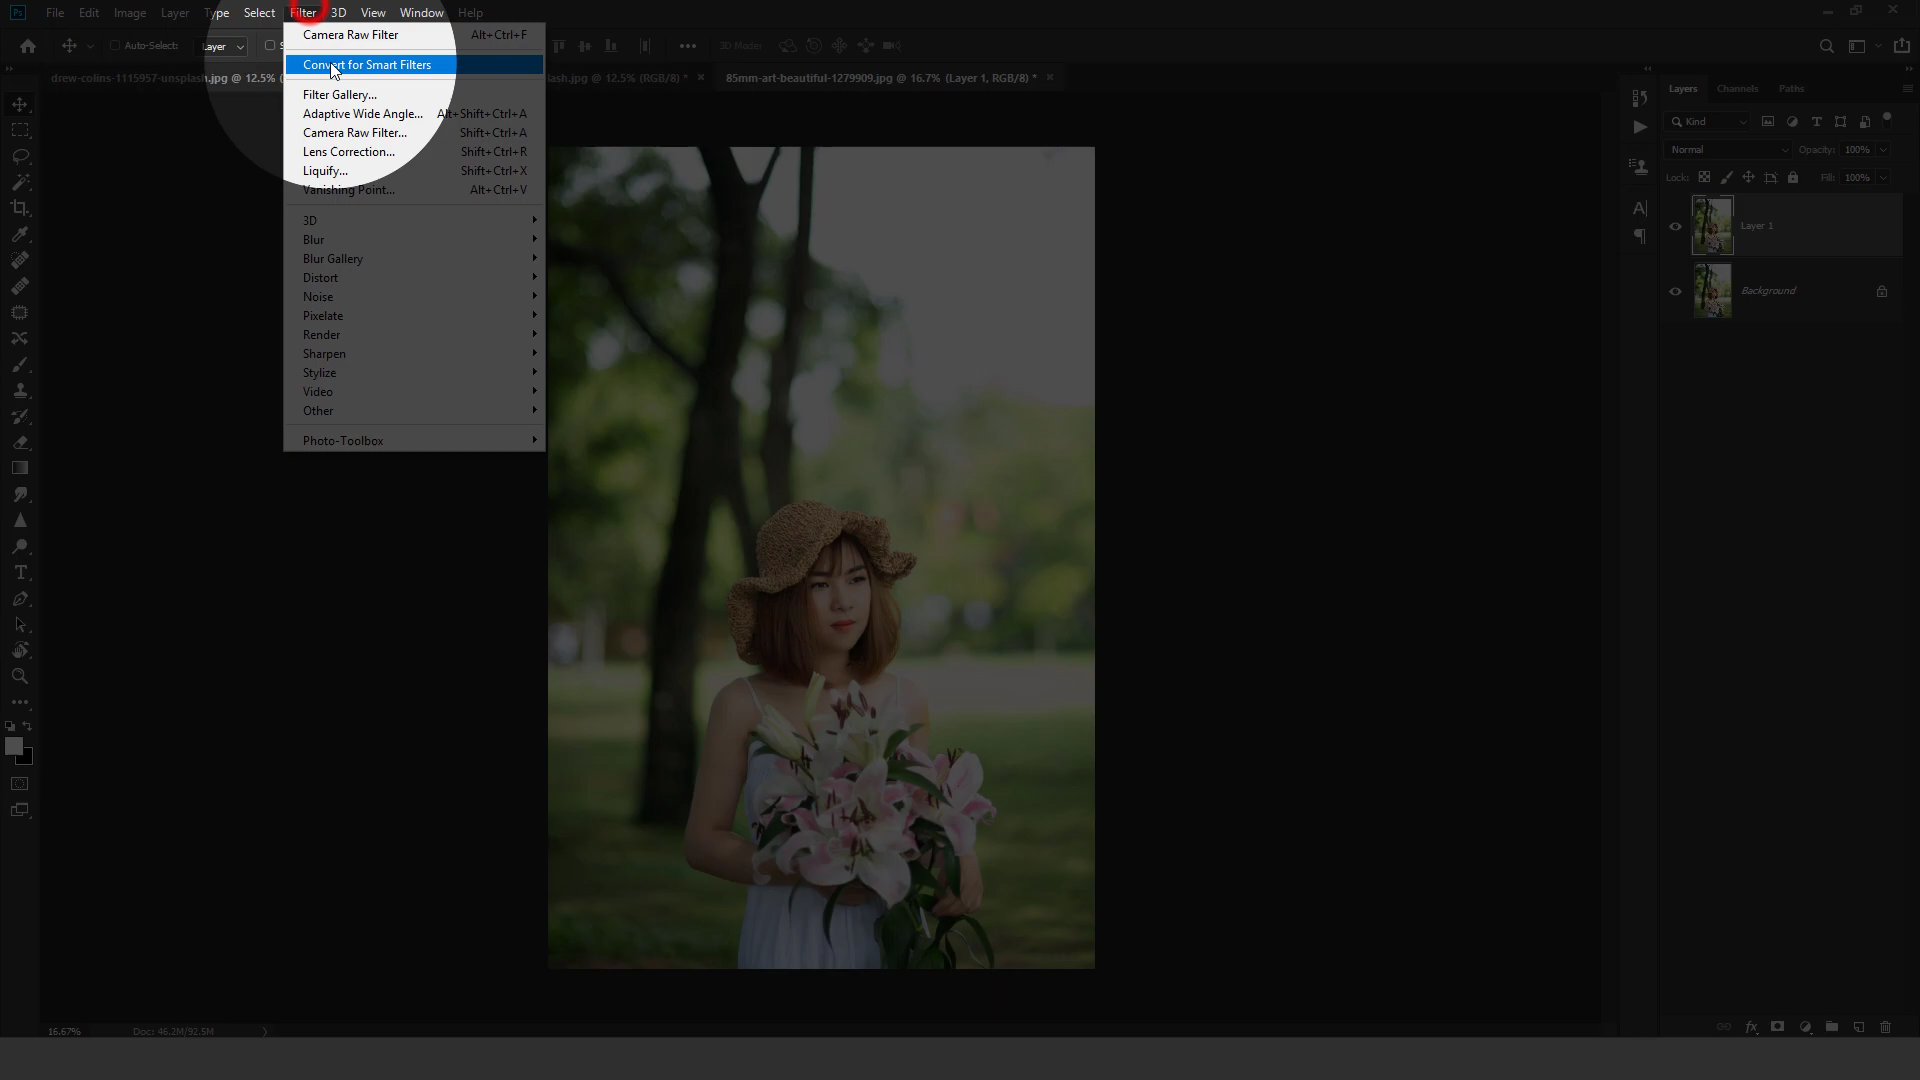 Ps File Edit Image Layer Type Select Filter 3D View Window Help
Auto-Select: Layer 3D Mode:
drew-colins-1115957-unsplash.jpg @ 12.5% lash.jpg @ 12.5% (RGB/8) * × 85mm-art-beautiful-1279909.jpg @ 16.7% (Layer 1, RGB/8) * ×
Camera Raw Filter Alt+Ctrl+F
Convert for Smart Filters
Filter Gallery...
Adaptive Wide Angle... Alt+Shift+Ctrl+A
Camera Raw Filter... Shift+Ctrl+A
Lens Correction... Shift+Ctrl+R
Liquify... Shift+Ctrl+X
Vanishing Point... Alt+Ctrl+V
3D
Blur
Blur Gallery
Distort
Noise
Pixelate
Render
Sharpen
Stylize
Video
Other
Photo-Toolbox
Layers Channels Paths
Kind
Normal Opacity: 100%
Lock: Fill: 100%
Layer 1
Background
16.67% Doc: 46.2M/92.5M